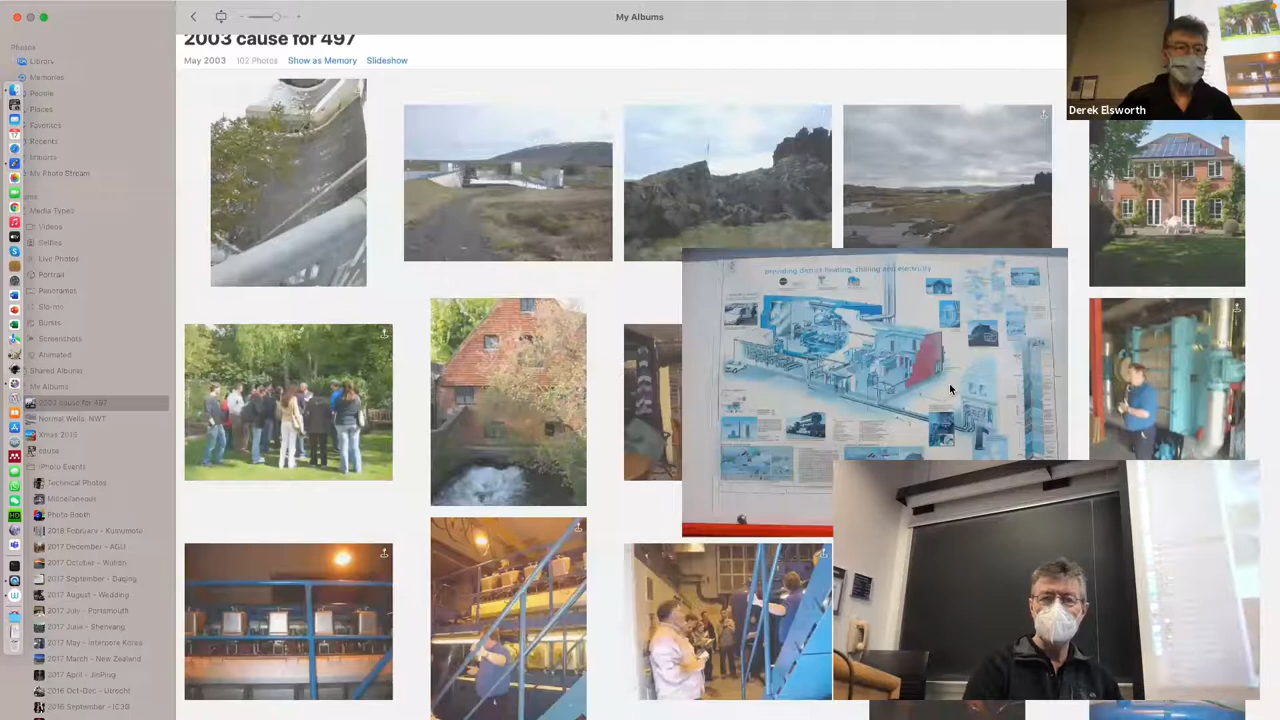 My Albums
2003 cause for 497
May 2003 102 Photos Show as Memory Slideshow
Derek Elsworth
Photos
Library
Memories
People
Places
Favorites
Recents
Imports
My Photo Stream
Media Types
Videos
Selfies
Live Photos
Portrait
Panoramas
Slo-mo
Bursts
Screenshots
Animated
Shared Albums
My Albums
2003 cause for 497
Normal Wells, NWT
Xmas 2013
cause
iPhoto Events
Technical Photos
Miscellaneous
Photo Booth
2018 February - Kumamoto
2017 December - AGU
2017 October - Wuhan
2017 September - Daqing
2017 August - Wedding
2017 July - Portsmouth
2017 June - Shenyang
2017 May - Interpore Korea
2017 March - New Zealand
2017 April - JinPing
2016 Oct-Dec - Utrecht
2016 September - IC3G
providing district heating, chilling and electricity